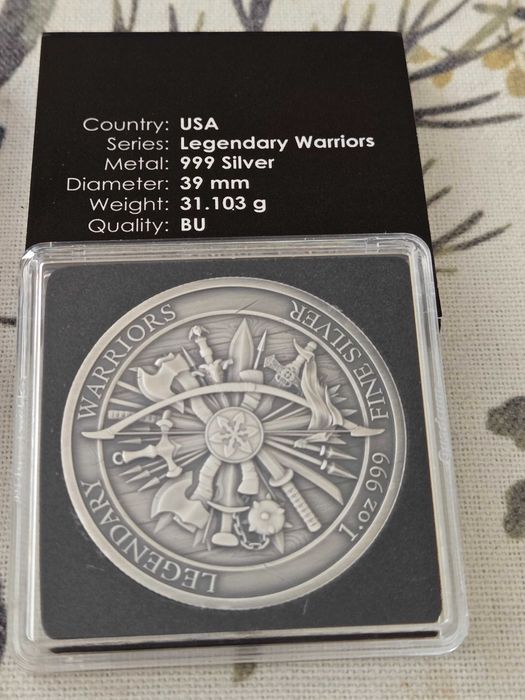 Country: USA
Series: Legendary Warriors
Metal: 999 Silver
Diameter: 39 mm
Weight: 31.103 g
Quality: BU
LEGENDARY WARRIORS
1 · oz 999 FINE SILVER